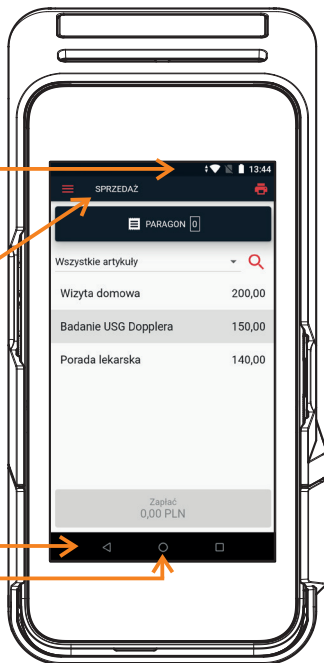 13:44
SPRZEDAŻ
PARAGON 0
Wszystkie artykuły
Wizyta domowa 200,00
Badanie USG Dopplera 150,00
Porada lekarska 140,00
Zapłać
0,00 PLN